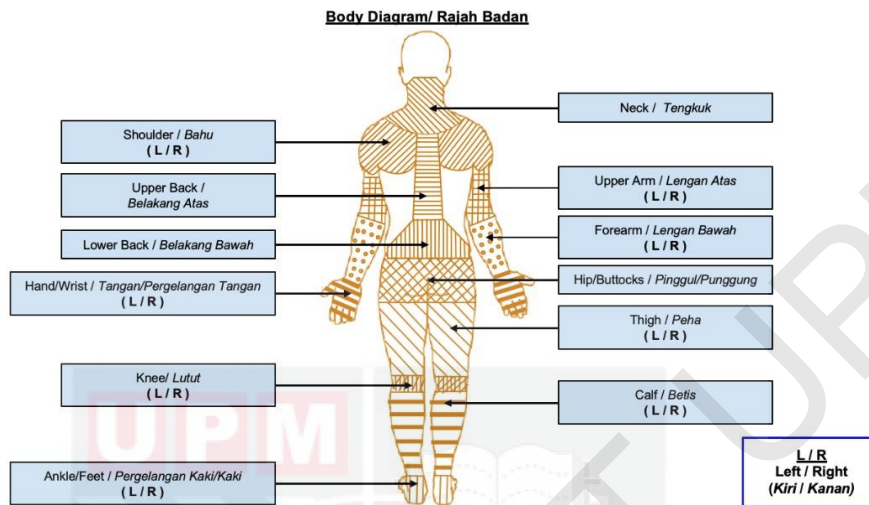 Body Diagram/ Rajah Badan
Neck / Tengkuk
Shoulder / Bahu
( L / R )
Upper Back /
Belakang Atas
Upper Arm / Lengan Atas
(L / R)
Lower Back / Belakang Bawah
Forearm / Lengan Bawah
(L / R)
Hand/Wrist / Tangan/Pergelangan Tangan
( L / R )
Hip/Buttocks / Pinggul/Punggung
Thigh / Peha
(L / R)
Knee/ Lutut
( L / R )
Calf / Betis
(L / R)
Ankle/Feet / Pergelangan Kaki/Kaki
( L / R )
L / R
Left / Right
(Kiri / Kanan)
UPM